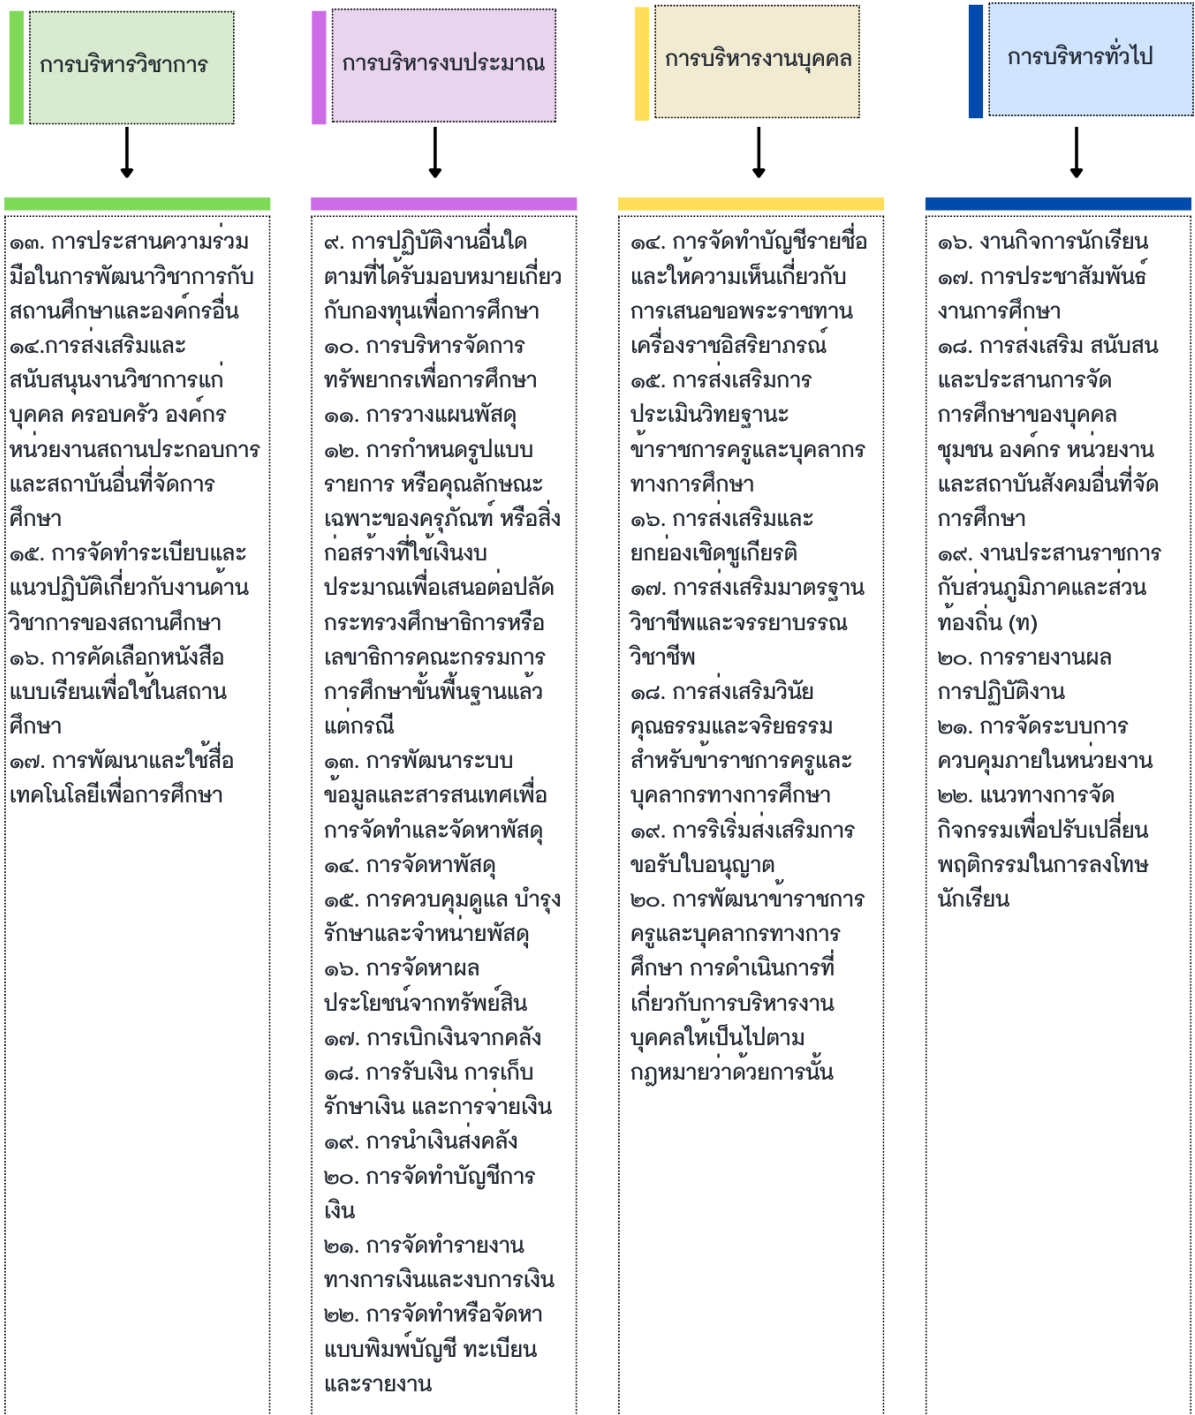 การบริหารวิชาการ
การบริหารงบประมาณ
การบริหารงานบุคคล
การบริหารทั่วไป
๑๓. การประสานความร่วม
มือในการพัฒนาวิชาการกับ
สถานศึกษาและองค์กรอื่น
๑๔.การส่งเสริมและ
สนับสนุนงานวิชาการแก่
บุคคล ครอบครัว องค์กร
หน่วยงานสถานประกอบการ
และสถาบันอื่นที่จัดการ
ศึกษา
๑๕. การจัดทำระเบียบและ
แนวปฏิบัติเกี่ยวกับงานด้าน
วิชาการของสถานศึกษา
๑๖. การคัดเลือกหนังสือ
แบบเรียนเพื่อใช้ในสถาน
ศึกษา
๑๗. การพัฒนาและใช้สื่อ
เทคโนโลยีเพื่อการศึกษา
๙. การปฏิบัติงานอื่นใด
ตามที่ได้รับมอบหมายเกี่ยว
กับกองทุนเพื่อการศึกษา
๑๐. การบริหารจัดการ
ทรัพยากรเพื่อการศึกษา
๑๑. การวางแผนพัสดุ
๑๒. การกำหนดรูปแบบ
รายการ หรือคุณลักษณะ
เฉพาะของครุภัณฑ์ หรือสิ่ง
ก่อสร้างที่ใช้เงินงบ
ประมาณเพื่อเสนอต่อปลัด
กระทรวงศึกษาธิการหรือ
เลขาธิการคณะกรรมการ
การศึกษาขั้นพื้นฐานแล้ว
แต่กรณี
๑๓. การพัฒนาระบบ
ข้อมูลและสารสนเทศเพื่อ
การจัดทำและจัดหาพัสดุ
๑๔. การจัดหาพัสดุ
๑๕. การควบคุมดูแล บำรุง
รักษาและจำหน่ายพัสดุ
๑๖. การจัดหาผล
ประโยชน์จากทรัพย์สิน
๑๗. การเบิกเงินจากคลัง
๑๘. การรับเงิน การเก็บ
รักษาเงิน และการจ่ายเงิน
๑๙. การนำเงินส่งคลัง
๒๐. การจัดทำบัญชีการ
เงิน
๒๑. การจัดทำรายงาน
ทางการเงินและงบการเงิน
๒๒. การจัดทำหรือจัดหา
แบบพิมพ์บัญชี ทะเบียน
และรายงาน
๑๔. การจัดทำบัญชีรายชื่อ
และให้ความเห็นเกี่ยวกับ
การเสนอขอพระราชทาน
เครื่องราชอิสริยาภรณ์
๑๕. การส่งเสริมการ
ประเมินวิทยฐานะ
ข้าราชการครูและบุคลากร
ทางการศึกษา
๑๖. การส่งเสริมและ
ยกย่องเชิดชูเกียรติ
๑๗. การส่งเสริมมาตรฐาน
วิชาชีพและจรรยาบรรณ
วิชาชีพ
๑๘. การส่งเสริมวินัย
คุณธรรมและจริยธรรม
สำหรับข้าราชการครูและ
บุคลากรทางการศึกษา
๑๙. การริเริ่มส่งเสริมการ
ขอรับใบอนุญาต
๒๐. การพัฒนาข้าราชการ
ครูและบุคลากรทางการ
ศึกษา การดำเนินการที่
เกี่ยวกับการบริหารงาน
บุคคลให้เป็นไปตาม
กฎหมายว่าด้วยการนั้น
๑๖. งานกิจการนักเรียน
๑๗. การประชาสัมพันธ์
งานการศึกษา
๑๘. การส่งเสริม สนับสน
และประสานการจัด
การศึกษาของบุคคล
ชุมชน องค์กร หน่วยงาน
และสถาบันสังคมอื่นที่จัด
การศึกษา
๑๙. งานประสานราชการ
กับส่วนภูมิภาคและส่วน
ท้องถิ่น (ท)
๒๐. การรายงานผล
การปฏิบัติงาน
๒๑. การจัดระบบการ
ควบคุมภายในหน่วยงาน
๒๒. แนวทางการจัด
กิจกรรมเพื่อปรับเปลี่ยน
พฤติกรรมในการลงโทษ
นักเรียน